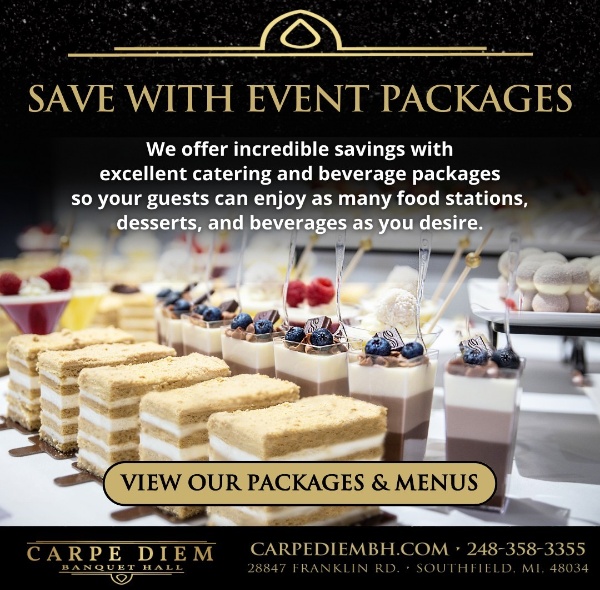 SAVE WITH EVENT PACKAGES
We offer incredible savings with
excellent catering and beverage packages
so your guests can enjoy as many food stations,
desserts, and beverages as you desire.
VIEW OUR PACKAGES & MENUS
CARPE DIEM
BANQUET HALL
CARPEDIEMBH.COM · 248-358-3355
28847 FRANKLIN RD. · SOUTHFIELD, MI. 48034